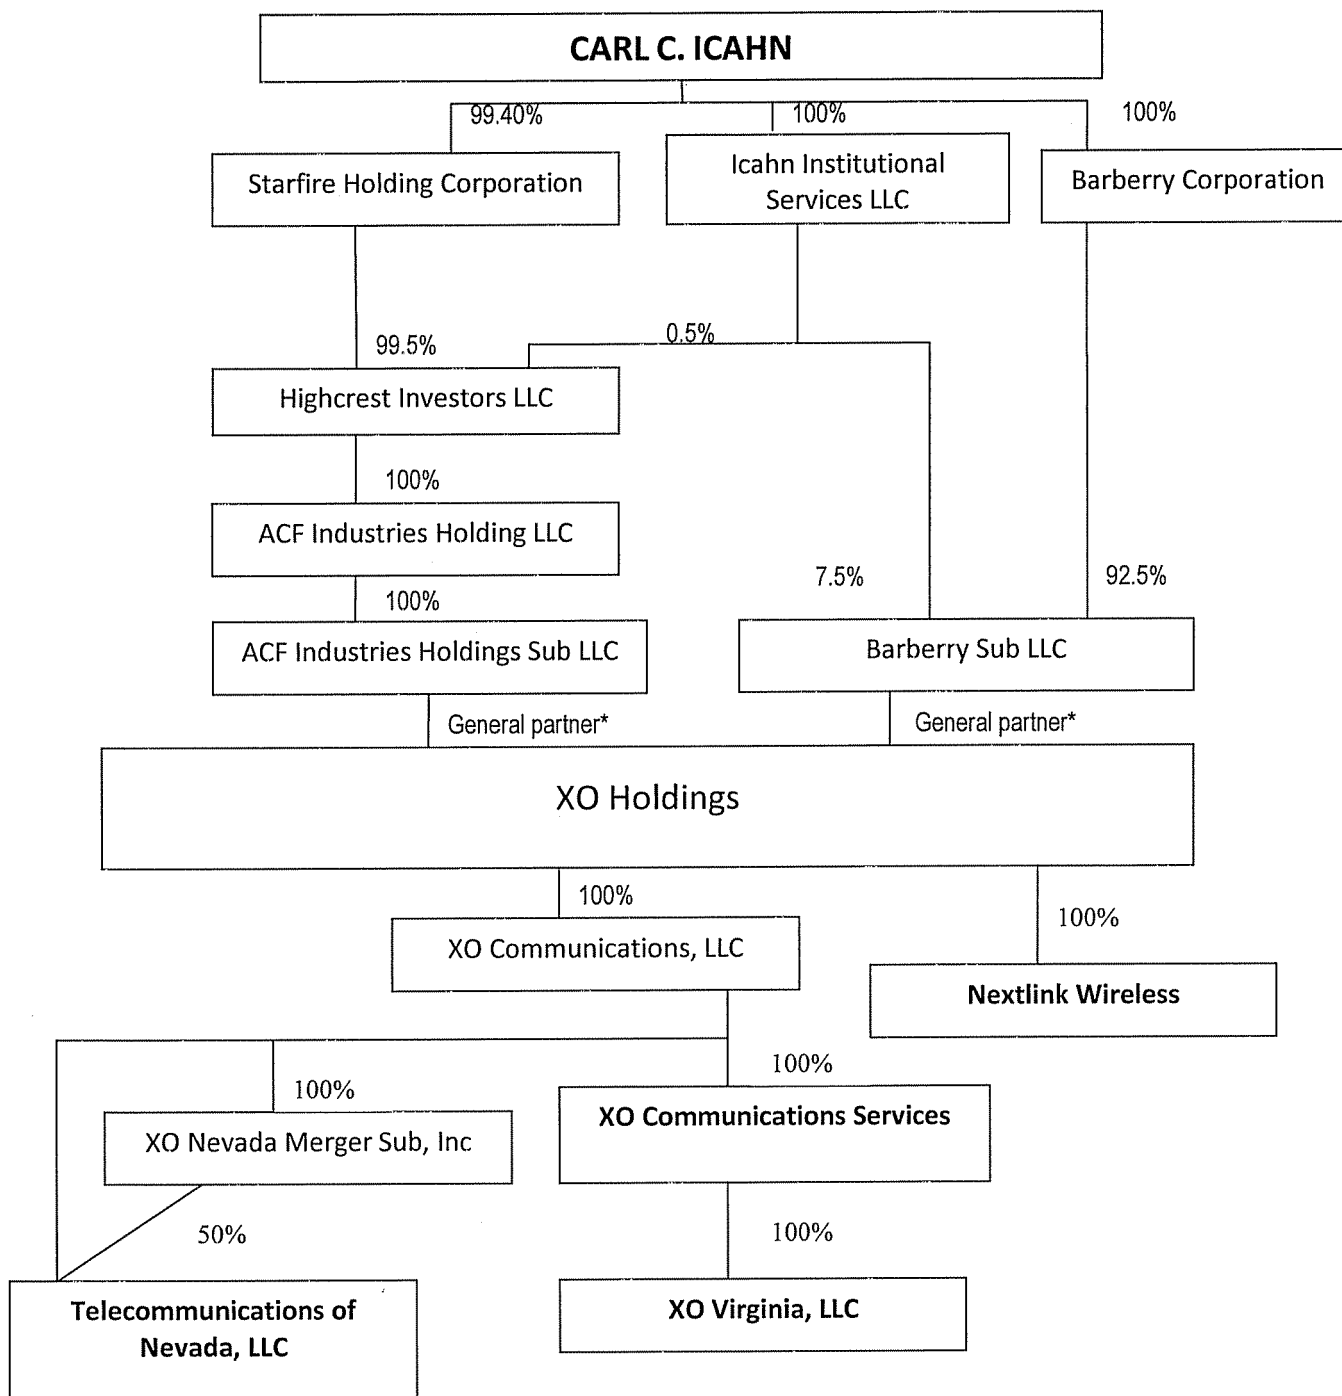 CARL C. ICAHN
99.40%
100%
100%
Starfire Holding Corporation
Icahn Institutional
Services LLC
Barberry Corporation
99.5%
0.5%
Highcrest Investors LLC
100%
ACF Industries Holding LLC
7.5%
92.5%
100%
ACF Industries Holdings Sub LLC
Barberry Sub LLC
General partner*
General partner*
XO Holdings
100%
100%
XO Communications, LLC
Nextlink Wireless
100%
100%
XO Nevada Merger Sub, Inc
XO Communications Services
50%
100%
Telecommunications of
Nevada, LLC
XO Virginia, LLC